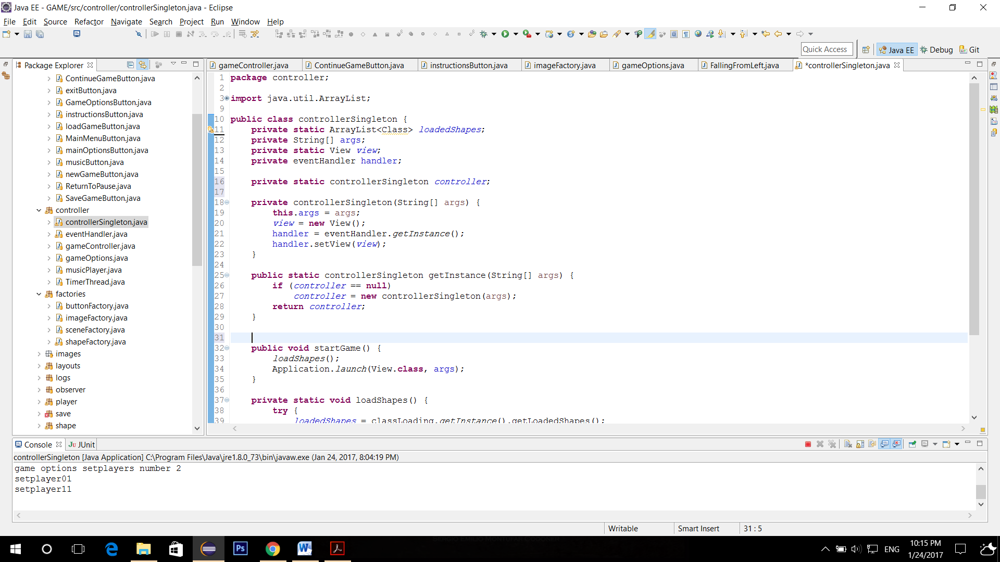 Java EE - GAME/src/controller/controllerSingleton.java - Eclipse
File Edit Source Refactor Navigate Search Project Run Window Help
Quick Access
Java EE
Debug
Git
Package Explorer
ContinueGameButton.java
exitButton.java
GameOptionsButton.java
instructionsButton.java
loadGameButton.java
MainMenuButton.java
mainOptionsButton.java
musicButton.java
newGameButton.java
ReturnToPause.java
SaveGameButton.java
controller
controllerSingleton.java
eventHandler.java
gameController.java
gameOptions.java
musicPlayer.java
TimerThread.java
factories
buttonFactory.java
imageFactory.java
sceneFactory.java
shapeFactory.java
images
layouts
logs
observer
player
save
shape
gameController.java ContinueGameButton.java instructionsButton.java imageFactory.java gameOptions.java FallingFromLeft.java *controllerSingleton.java
1 package controller;
2
3 import java.util.ArrayList;
9
10 public class controllerSingleton {
11 private static ArrayList<Class> loadedShapes;
12 private String[] args;
13 private static View view;
14 private eventHandler handler;
15
16 private static controllerSingleton controller;
17
18 private controllerSingleton(String[] args) {
19 this.args = args;
20 view = new View();
21 handler = eventHandler.getInstance();
22 handler.setView(view);
23 }
24
25 public static controllerSingleton getInstance(String[] args) {
26 if (controller == null)
27 controller = new controllerSingleton(args);
28 return controller;
29 }
30
31
32 public void startGame() {
33 loadShapes();
34 Application.launch(View.class, args);
35 }
36
37 private static void loadShapes() {
38 try {
39 loadedShapes = classLoading.getInstance().getLoadedShapes();
Console
JUnit
controllerSingleton [Java Application] C:\Program Files\Java\jre1.8.0_73\bin\javaw.exe (Jan 24, 2017, 8:04:19 PM)
game options setplayers number 2
setplayer01
setplayer11
Writable
Smart Insert
31 : 5
ENG
10:15 PM
1/24/2017